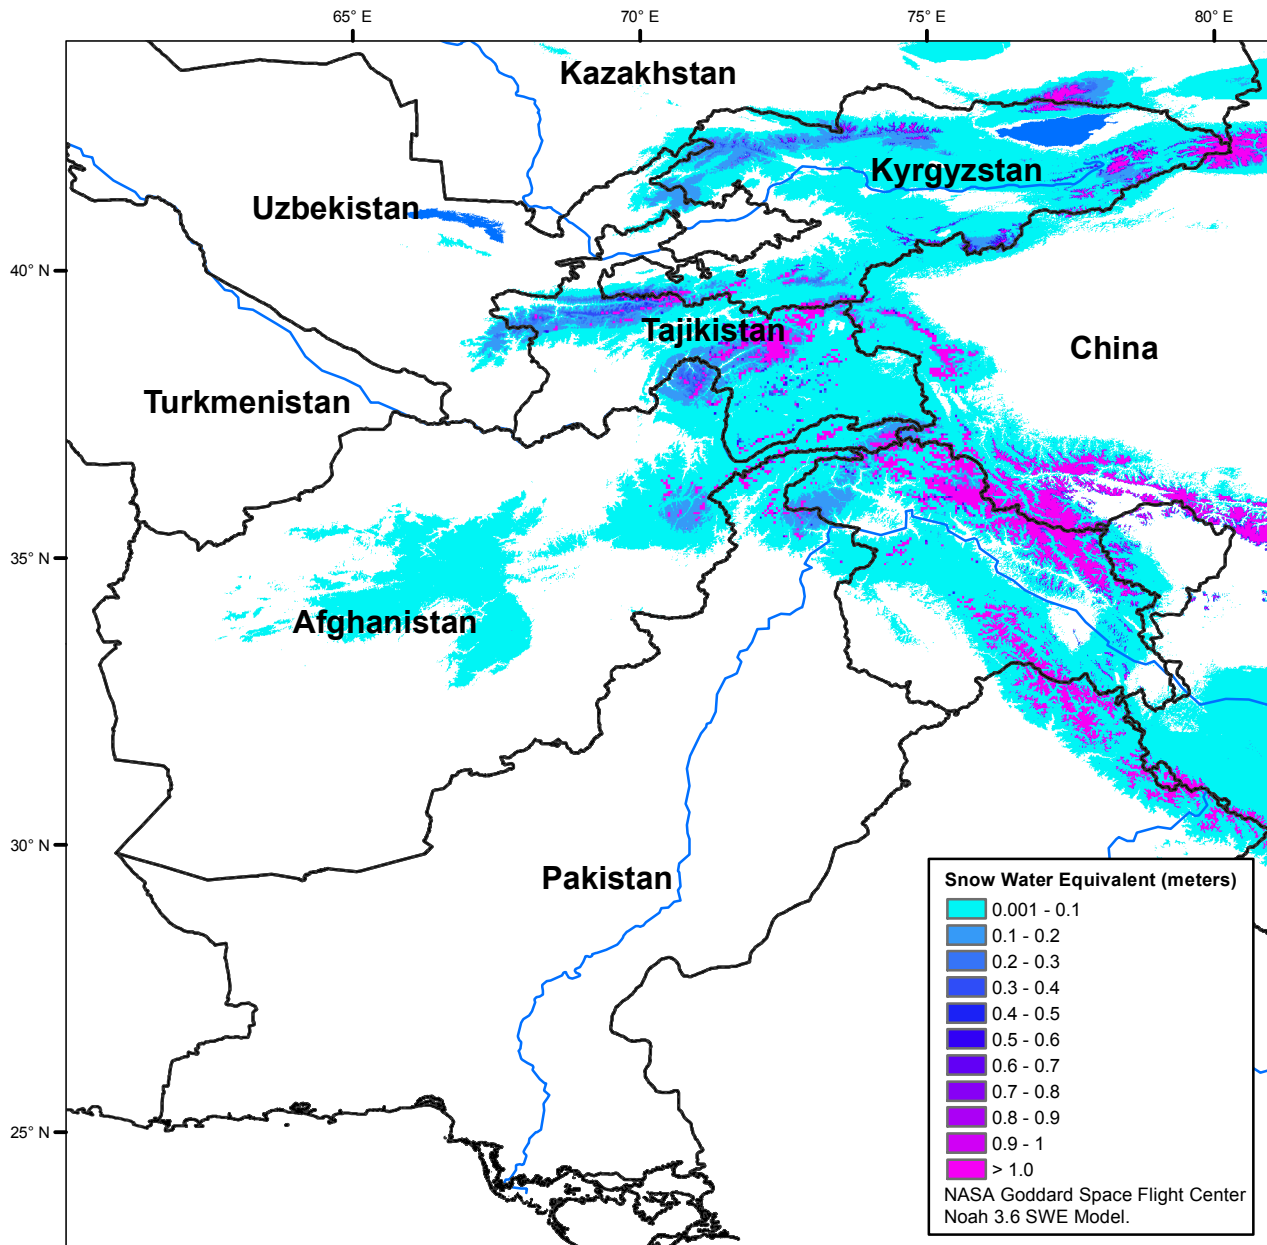 65° E
70° E
75° E
80° E
Kazakhstan
Kyrgyzstan
Uzbekistan
40° N
Tajikistan
China
Turkmenistan
35° N
Afghanistan
30° N
Pakistan
25° N
Snow Water Equivalent (meters)
0.001 - 0.1
0.1 - 0.2
0.2 - 0.3
0.3 - 0.4
0.4 - 0.5
0.5 - 0.6
0.6 - 0.7
0.7 - 0.8
0.8 - 0.9
0.9 - 1
> 1.0
NASA Goddard Space Flight Center
Noah 3.6 SWE Model.